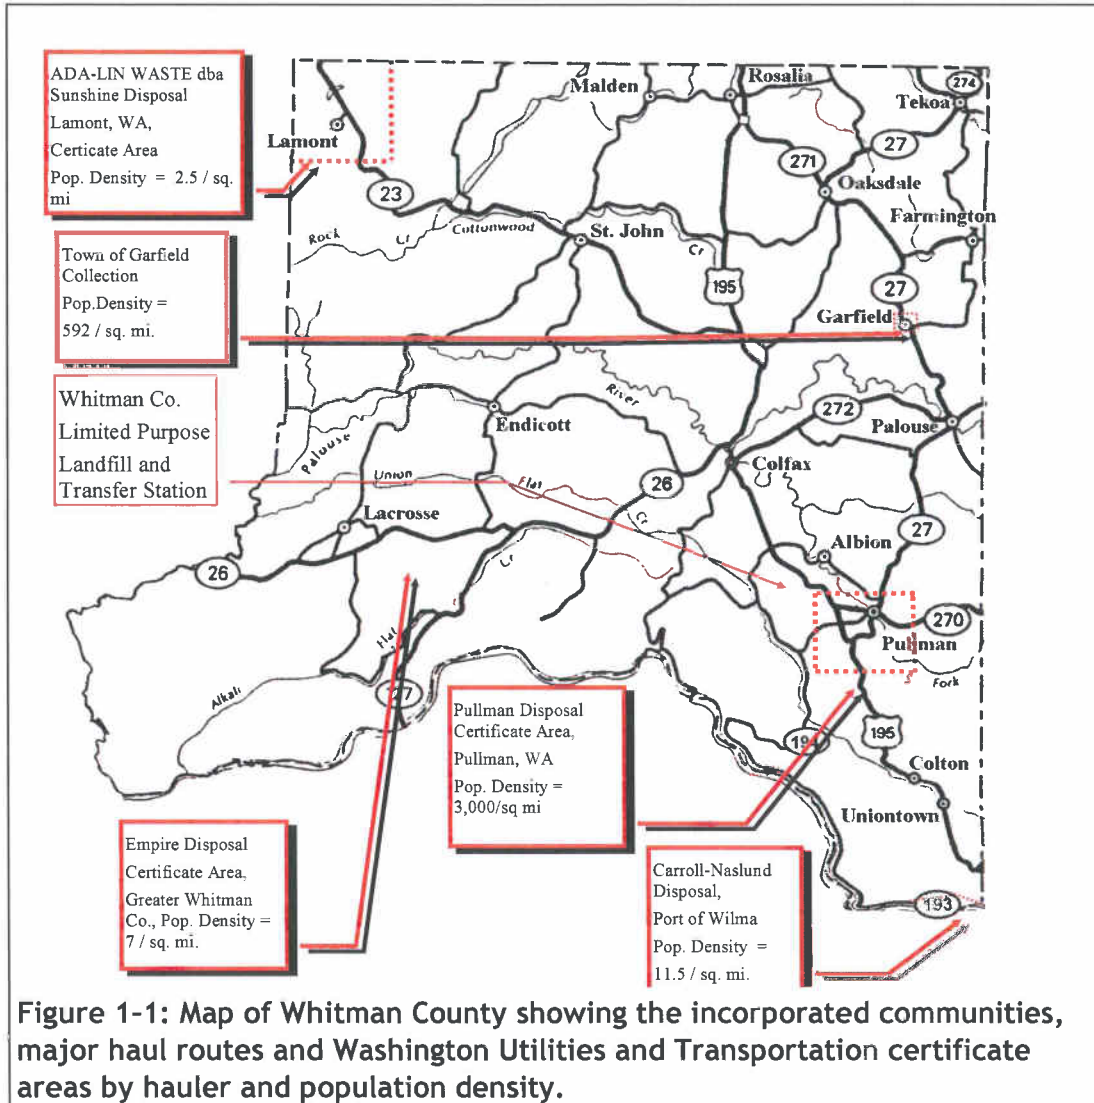 ADA-LIN WASTE dba
Sunshine Disposal
Lamont, WA,
Certicate Area
Pop. Density = 2.5 / sq.
mi
Town of Garfield
Collection
Pop.Density =
592 / sq. mi.
Whitman Co.
Limited Purpose
Landfill and
Transfer Station
Malden
Rosalia
274
Tekoa
Lamont
27
271
Oaksdale
23
Farmington
Rock
Cr
Cottonwood
St. John
Cr
195
27
Garfield
River
272
Palouse
Endicott
Palouse
Colfax
Union
Flat
26
Cr
Lacrosse
27
Albion
26
Cr
270
Pullman
Flat
Fork
Alkali
27
195
19
Colton
Uniontown
193
Pullman Disposal
Certificate Area,
Pullman, WA
Pop. Density =
3,000/sq mi
Empire Disposal
Certificate Area,
Greater Whitman
Co., Pop. Density =
7 / sq. mi.
Carroll-Naslund
Disposal,
Port of Wilma
Pop. Density =
11.5 / sq. mi.
Figure 1-1: Map of Whitman County showing the incorporated communities,
major haul routes and Washington Utilities and Transportation certificate
areas by hauler and population density.